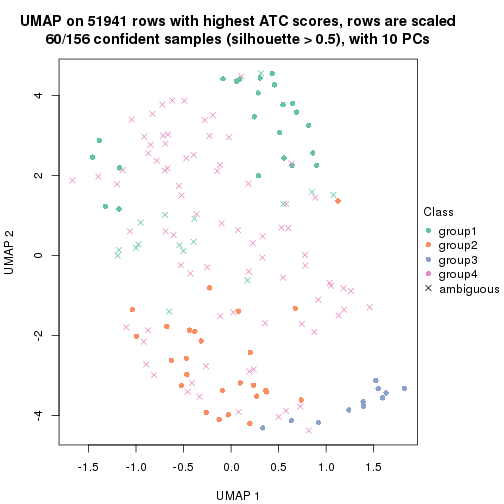 UMAP on 51941 rows with highest ATC scores, rows are scaled
60/156 confident samples (silhouette > 0.5), with 10 PCs
4
2
0
-2
-4
UMAP 2
-1.5
-1.0
-0.5
0.0
0.5
1.0
1.5
UMAP 1
Class
group1
group2
group3
group4
ambiguous